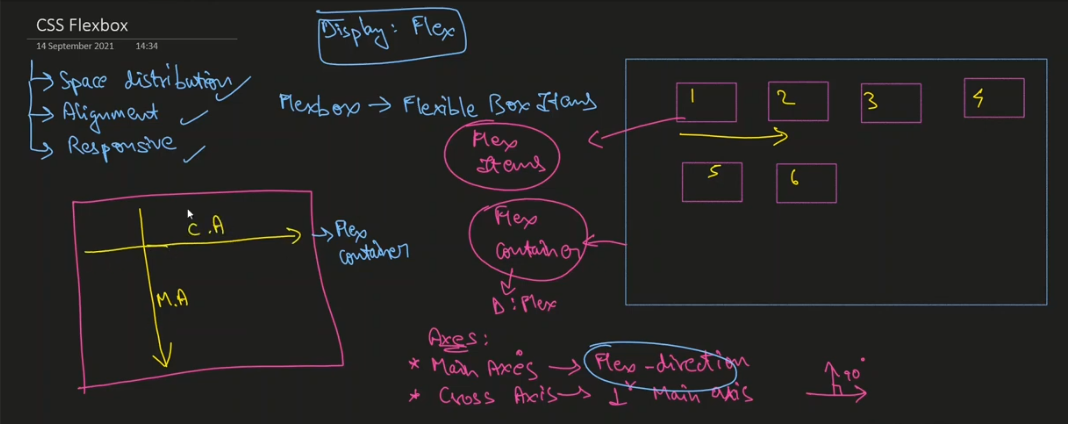 CSS Flexbox
14 September 2021 14:34
Display: Flex
Space distribution
Alignment
Responsive
Flexbox → Flexible Box Items
Flex
Items
1 2 3 4
5 6
C.A
M.A
Flex
container
Flex
container
D: Flex
Axes:
* Main Axes → Flex-direction
* Cross Axis → ⊥r Main axis
90°